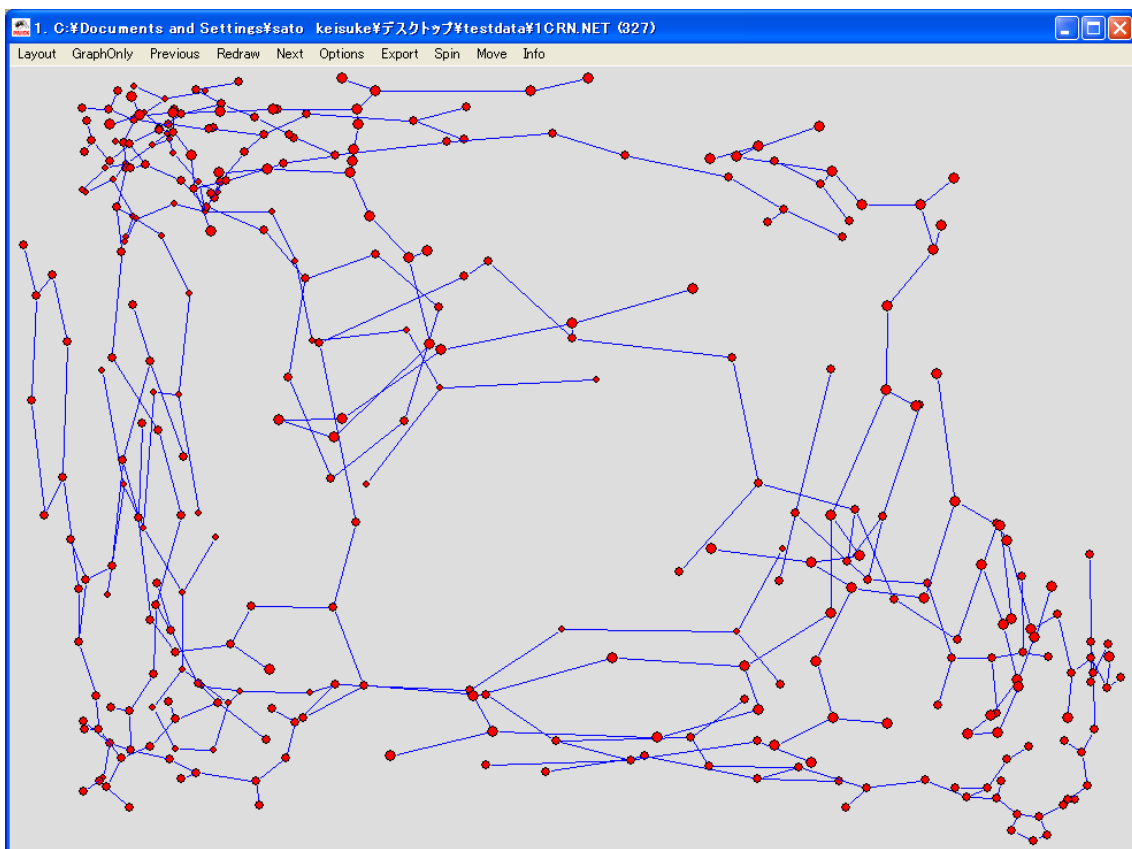 1. C:¥Documents and Settings¥sato keisuke¥デスクトップ¥testdata¥1CRN.NET (327)
Layout GraphOnly Previous Redraw Next Options Export Spin Move Info